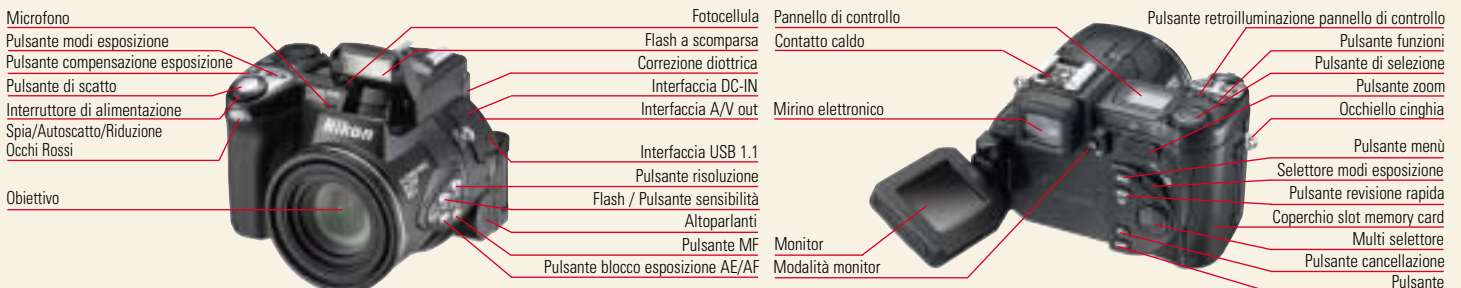 Microfono
Pulsante modi esposizione
Pulsante compensazione esposizione
Pulsante di scatto
Interruttore di alimentazione
Spia/Autoscatto/Riduzione
Occhi Rossi
Obiettivo
Nikon
Fotocellula
Flash a scomparsa
Correzione diottrica
Interfaccia DC-IN
Interfaccia A/V out
Interfaccia USB 1.1
Pulsante risoluzione
Flash / Pulsante sensibilità
Altoparlanti
Pulsante MF
Pulsante blocco esposizione AE/AF
Pannello di controllo
Contatto caldo
Mirino elettronico
Monitor
Modalità monitor
Pulsante retroilluminazione pannello di controllo
Pulsante funzioni
Pulsante di selezione
Pulsante zoom
Occhiello cinghia
Pulsante menù
Selettore modi esposizione
Pulsante revisione rapida
Coperchio slot memory card
Multi selettore
Pulsante cancellazione
Pulsante